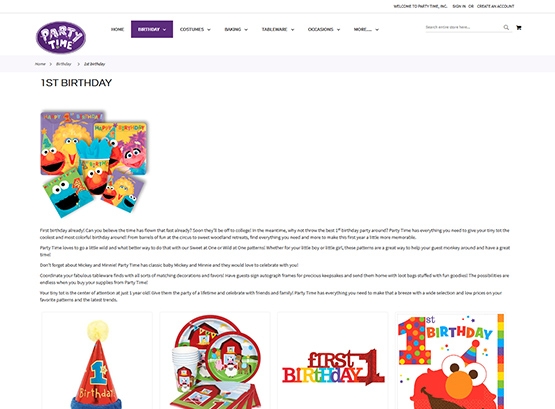 WELCOME TO PARTY TIME, INC. SIGN IN OR CREATE AN ACCOUNT
PARTY TIME
HOME BIRTHDAY COSTUMES BAKING TABLEWARE OCCASIONS MORE....
Search entire store here...
Home > Birthday > 1st birthday
1ST BIRTHDAY
First birthday already! Can you believe the time has flown that fast already? Soon they'll be off to college! In the meantime, why not throw the best 1st birthday party around? Party Time has everything you need to give your tiny tot the
coolest and most colorful birthday around! From barrels of fun at the circus to sweet woodland retreats, find everything you need and more to make this first year a little more memorable.
Party Time loves to go a little wild and what better way to do that with our Sweet at One or Wild at One patterns! Whether for your little boy or little girl, these patterns are a great way to help your guest monkey around and have a great
time!
Don't forget about Mickey and Minnie! Party Time has classic baby Mickey and Minnie and they would love to celebrate with you!
Coordinate your fabulous tableware finds with all sorts of matching decorations and favors! Have guests sign autograph frames for precious keepsakes and send them home with loot bags stuffed with fun goodies! The possibilities are
endless when you buy your supplies from Party Time!
Your tiny tot is the center of attention at just 1 year old! Give them the party of a lifetime and celebrate with friends and family! Party Time has everything you need to make that a breeze with a wide selection and low prices on your
favorite patterns and the latest trends.
1st
Birthday
FIRST
BIRTHDAY 1
1st
BIRTHDAY